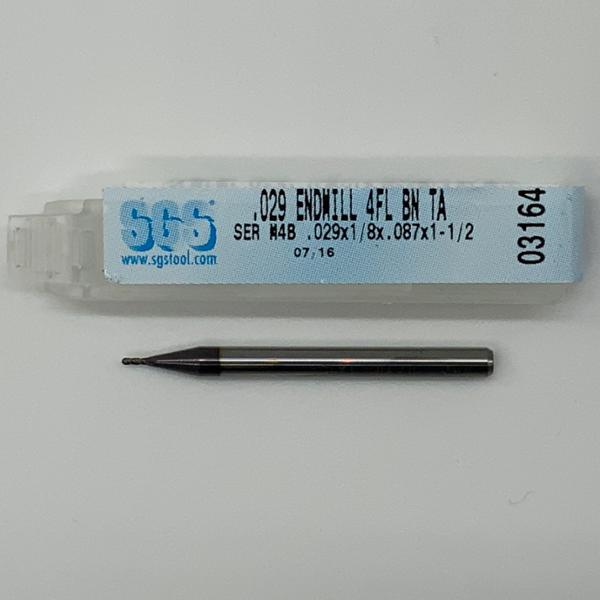 SGS
www.sgstool.com
.029 ENDMILL 4FL BN TA
SER M4B .029x1/8x.087x1-1/2
07/16
03164